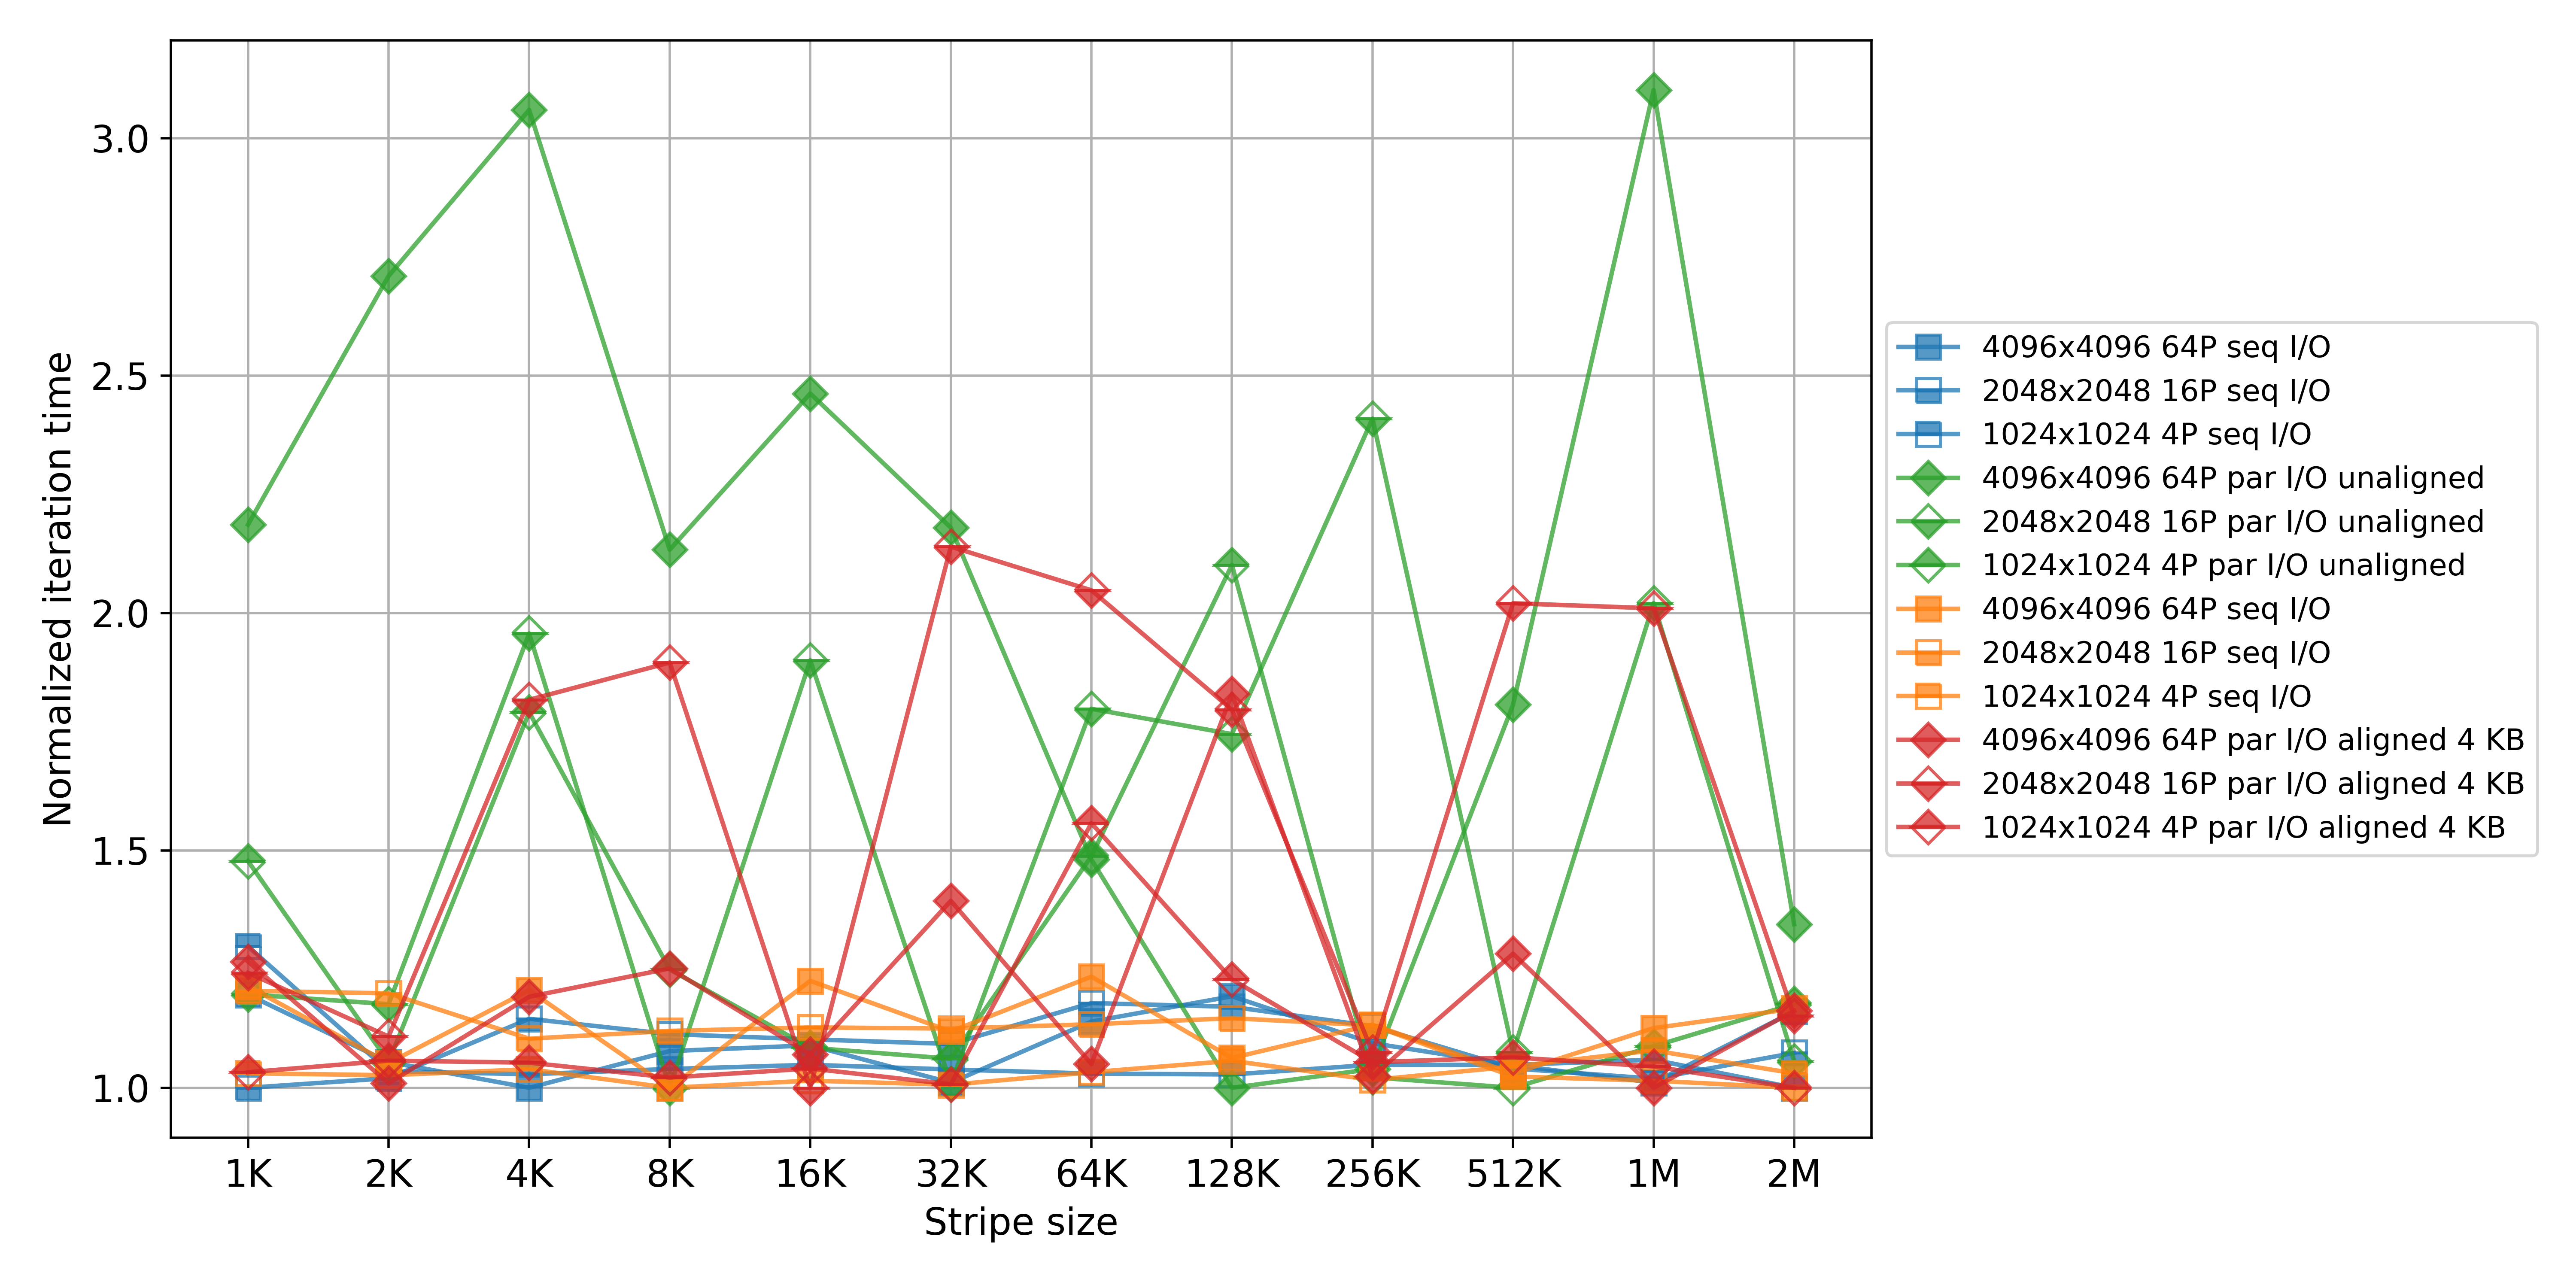 Normalized iteration time
3.0
2.5
2.0
1.5
1.0
1K 2K 4K 8K 16K 32K 64K 128K 256K 512K 1M 2M
Stripe size
4096x4096 64P seq I/O
2048x2048 16P seq I/O
1024x1024 4P seq I/O
4096x4096 64P par I/O unaligned
2048x2048 16P par I/O unaligned
1024x1024 4P par I/O unaligned
4096x4096 64P seq I/O
2048x2048 16P seq I/O
1024x1024 4P seq I/O
4096x4096 64P par I/O aligned 4 KB
2048x2048 16P par I/O aligned 4 KB
1024x1024 4P par I/O aligned 4 KB